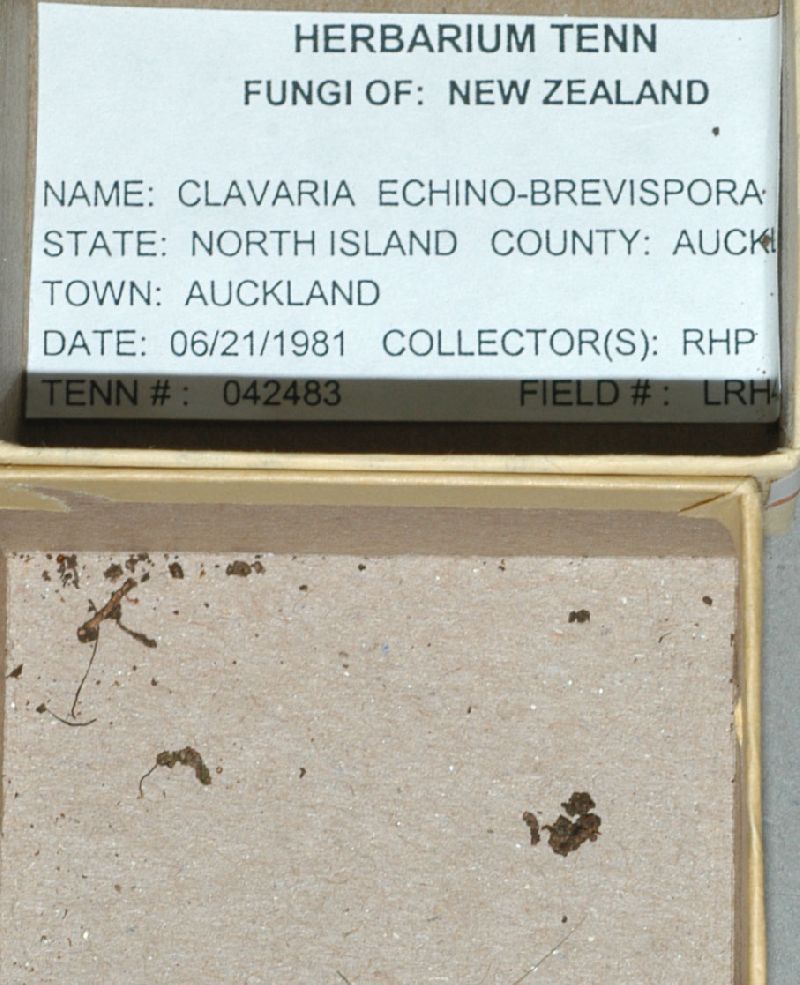 HERBARIUM TENN
FUNGI OF: NEW ZEALAND
NAME: CLAVARIA ECHINO-BREVISPORA
STATE: NORTH ISLAND COUNTY:
TOWN: AUCKLAND
DATE: 06/21/1981 COLLECTOR(S): RHP
TENN # : 042483 FIELD # : LRH-